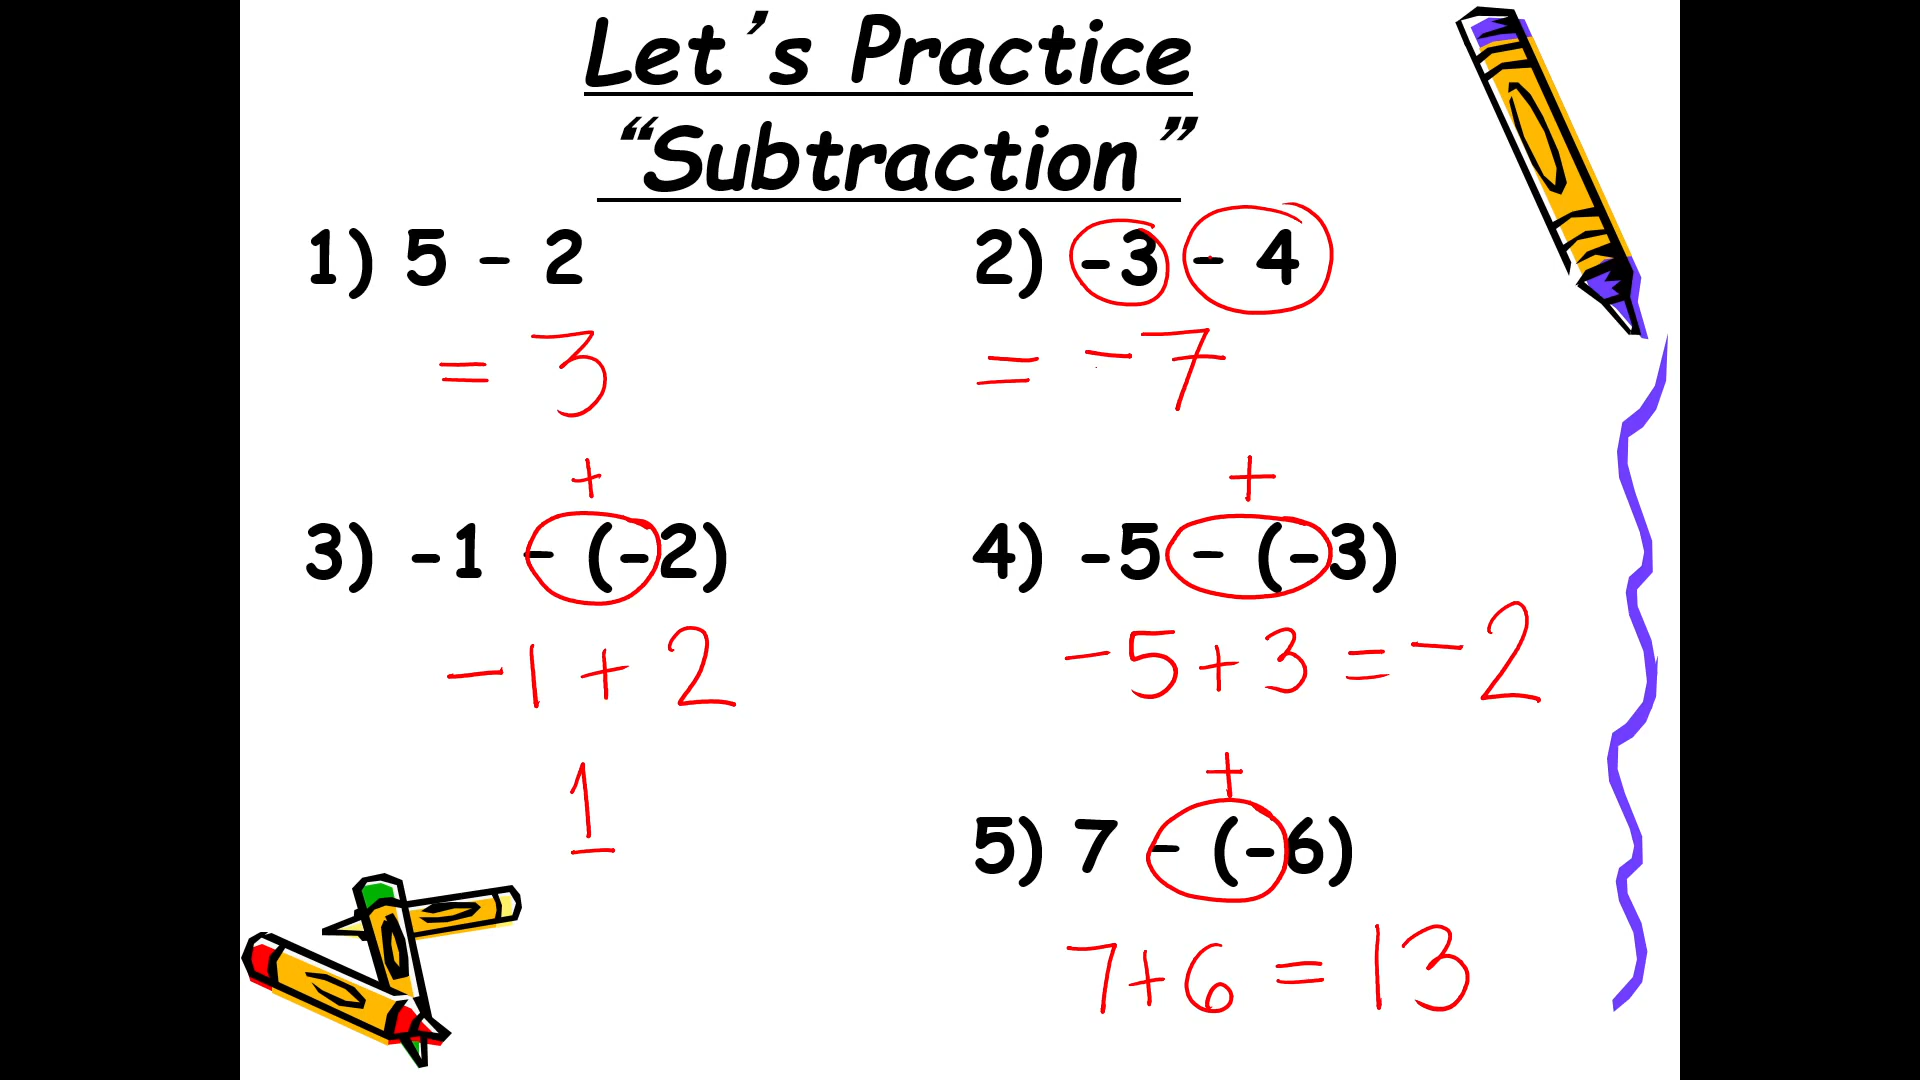 Let's Practice
“Subtraction”
1) 5 – 2
= 3
2) -3 – 4
= -7
+
3) -1 – (-2)
-1 + 2
1
+
4) -5 – (-3)
-5 + 3 = -2
+
5) 7 – (-6)
7 + 6 = 13